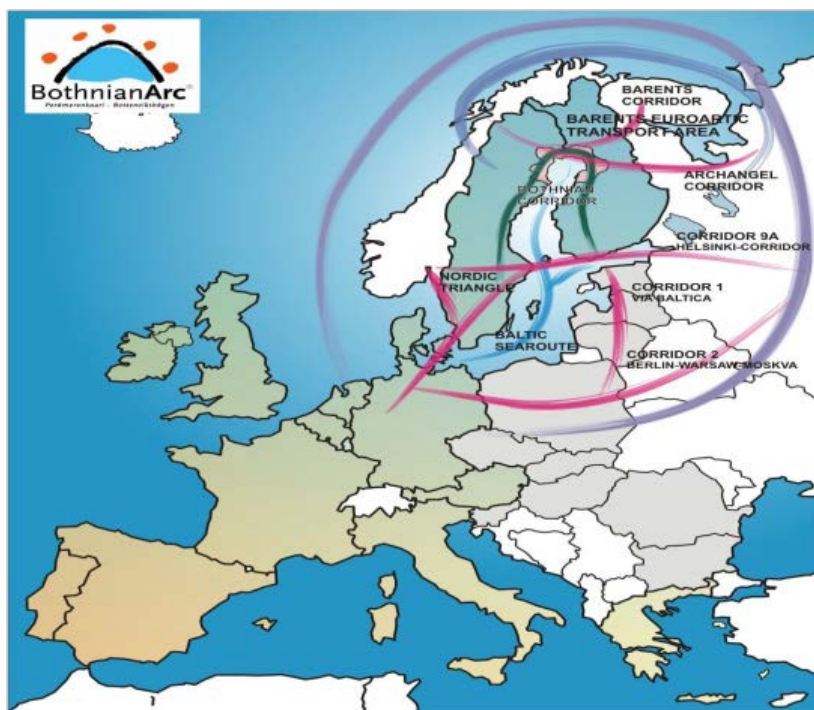 BothnianArc®
Perämerenkaari - Bottenviksbågen
BARENTS
CORRIDOR
BARENTS EUROARTIC
TRANSPORT AREA
ARCHANGEL
CORRIDOR
BOTHNIAN
CORRIDOR
CORRIDOR 9A
HELSINKI-CORRIDOR
NORDIC
TRIANGLE
CORRIDOR 1
VIA BALTICA
BALTIC
SEAROUTE
CORRIDOR 2
BERLIN-WARSAW-MOSKVA